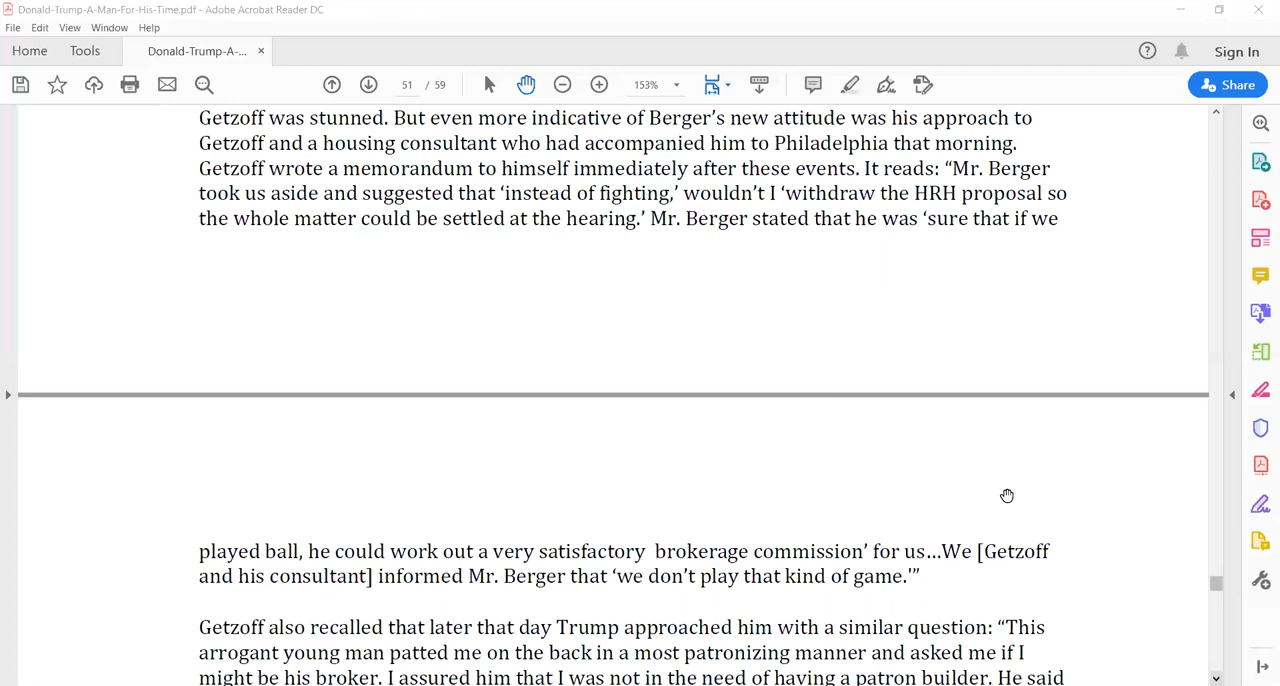 Donald-Trump-A-Man-For-His-Time.pdf - Adobe Acrobat Reader DC
File Edit View Window Help
Home Tools Donald-Trump-A-... × Sign In
51 / 59 153% Share
Getzoff was stunned. But even more indicative of Berger’s new attitude was his approach to
Getzoff and a housing consultant who had accompanied him to Philadelphia that morning.
Getzoff wrote a memorandum to himself immediately after these events. It reads: “Mr. Berger
took us aside and suggested that ‘instead of fighting,’ wouldn’t I ‘withdraw the HRH proposal so
the whole matter could be settled at the hearing.’ Mr. Berger stated that he was ‘sure that if we
played ball, he could work out a very satisfactory brokerage commission’ for us…We [Getzoff
and his consultant] informed Mr. Berger that ‘we don’t play that kind of game.’”
Getzoff also recalled that later that day Trump approached him with a similar question: “This
arrogant young man patted me on the back in a most patronizing manner and asked me if I
might be his broker. I assured him that I was not in the need of having a patron builder. He said